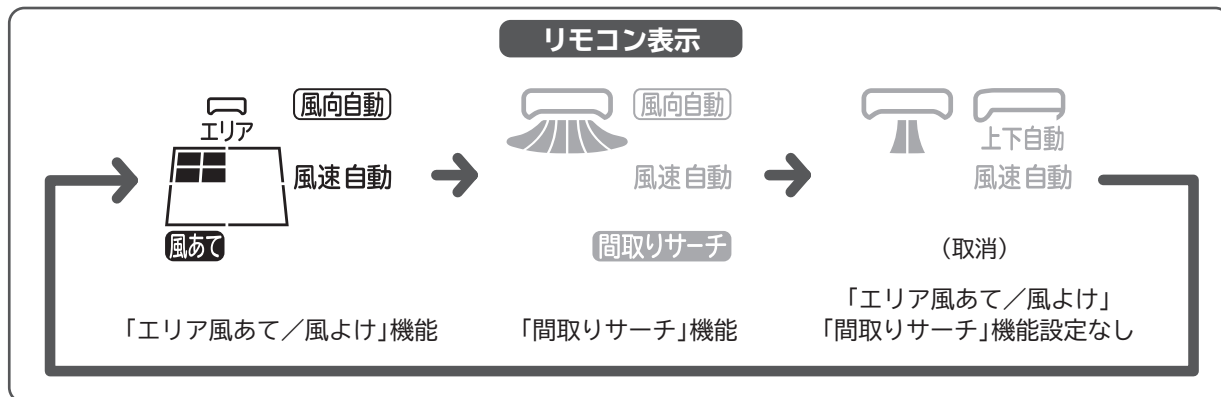 リモコン表示
エリア
風向自動
風速自動
風あて
「エリア風あて／風よけ」機能
風向自動
風速自動
間取りサーチ
「間取りサーチ」機能
上下自動
風速自動
（取消）
「エリア風あて／風よけ」
「間取りサーチ」機能設定なし